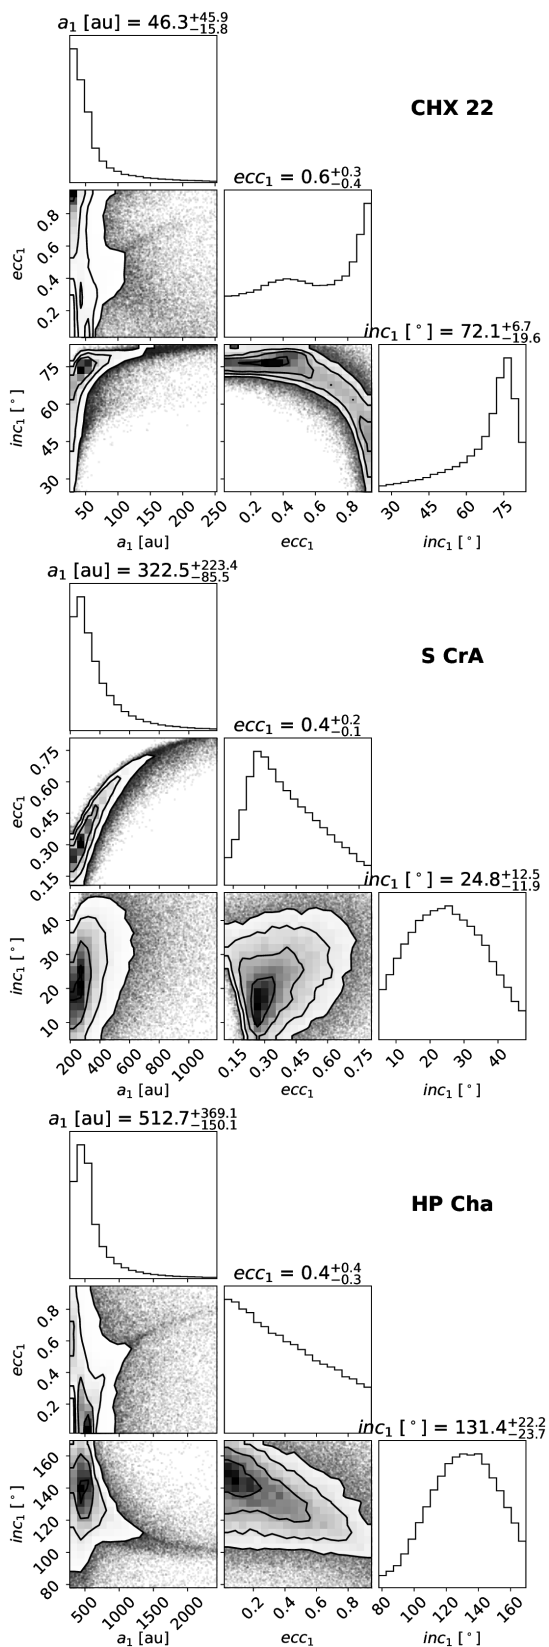 a₁ [au] = 46.3+45.9−15.8
CHX 22
ecc₁ = 0.6+0.3−0.4
0.8
0.6
0.4
0.2
ecc₁
inc₁ [°] = 72.1+6.7−19.6
75
60
45
30
inc₁ [°]
50 100 150 200 250
a₁ [au]
0.2 0.4 0.6 0.8
ecc₁
30 45 60 75
inc₁ [°]
a₁ [au] = 322.5+223.4−85.5
S CrA
ecc₁ = 0.4+0.2−0.1
0.75
0.60
0.45
0.30
0.15
ecc₁
inc₁ [°] = 24.8+12.5−11.9
40
30
20
10
inc₁ [°]
200 400 600 800 1000
a₁ [au]
0.15 0.30 0.45 0.60 0.75
ecc₁
10 20 30 40
inc₁ [°]
a₁ [au] = 512.7+369.1−150.1
HP Cha
ecc₁ = 0.4+0.4−0.3
0.8
0.6
0.4
0.2
ecc₁
inc₁ [°] = 131.4+22.2−23.7
160
140
120
100
80
inc₁ [°]
500 1000 1500 2000
a₁ [au]
0.2 0.4 0.6 0.8
ecc₁
80 100 120 140 160
inc₁ [°]